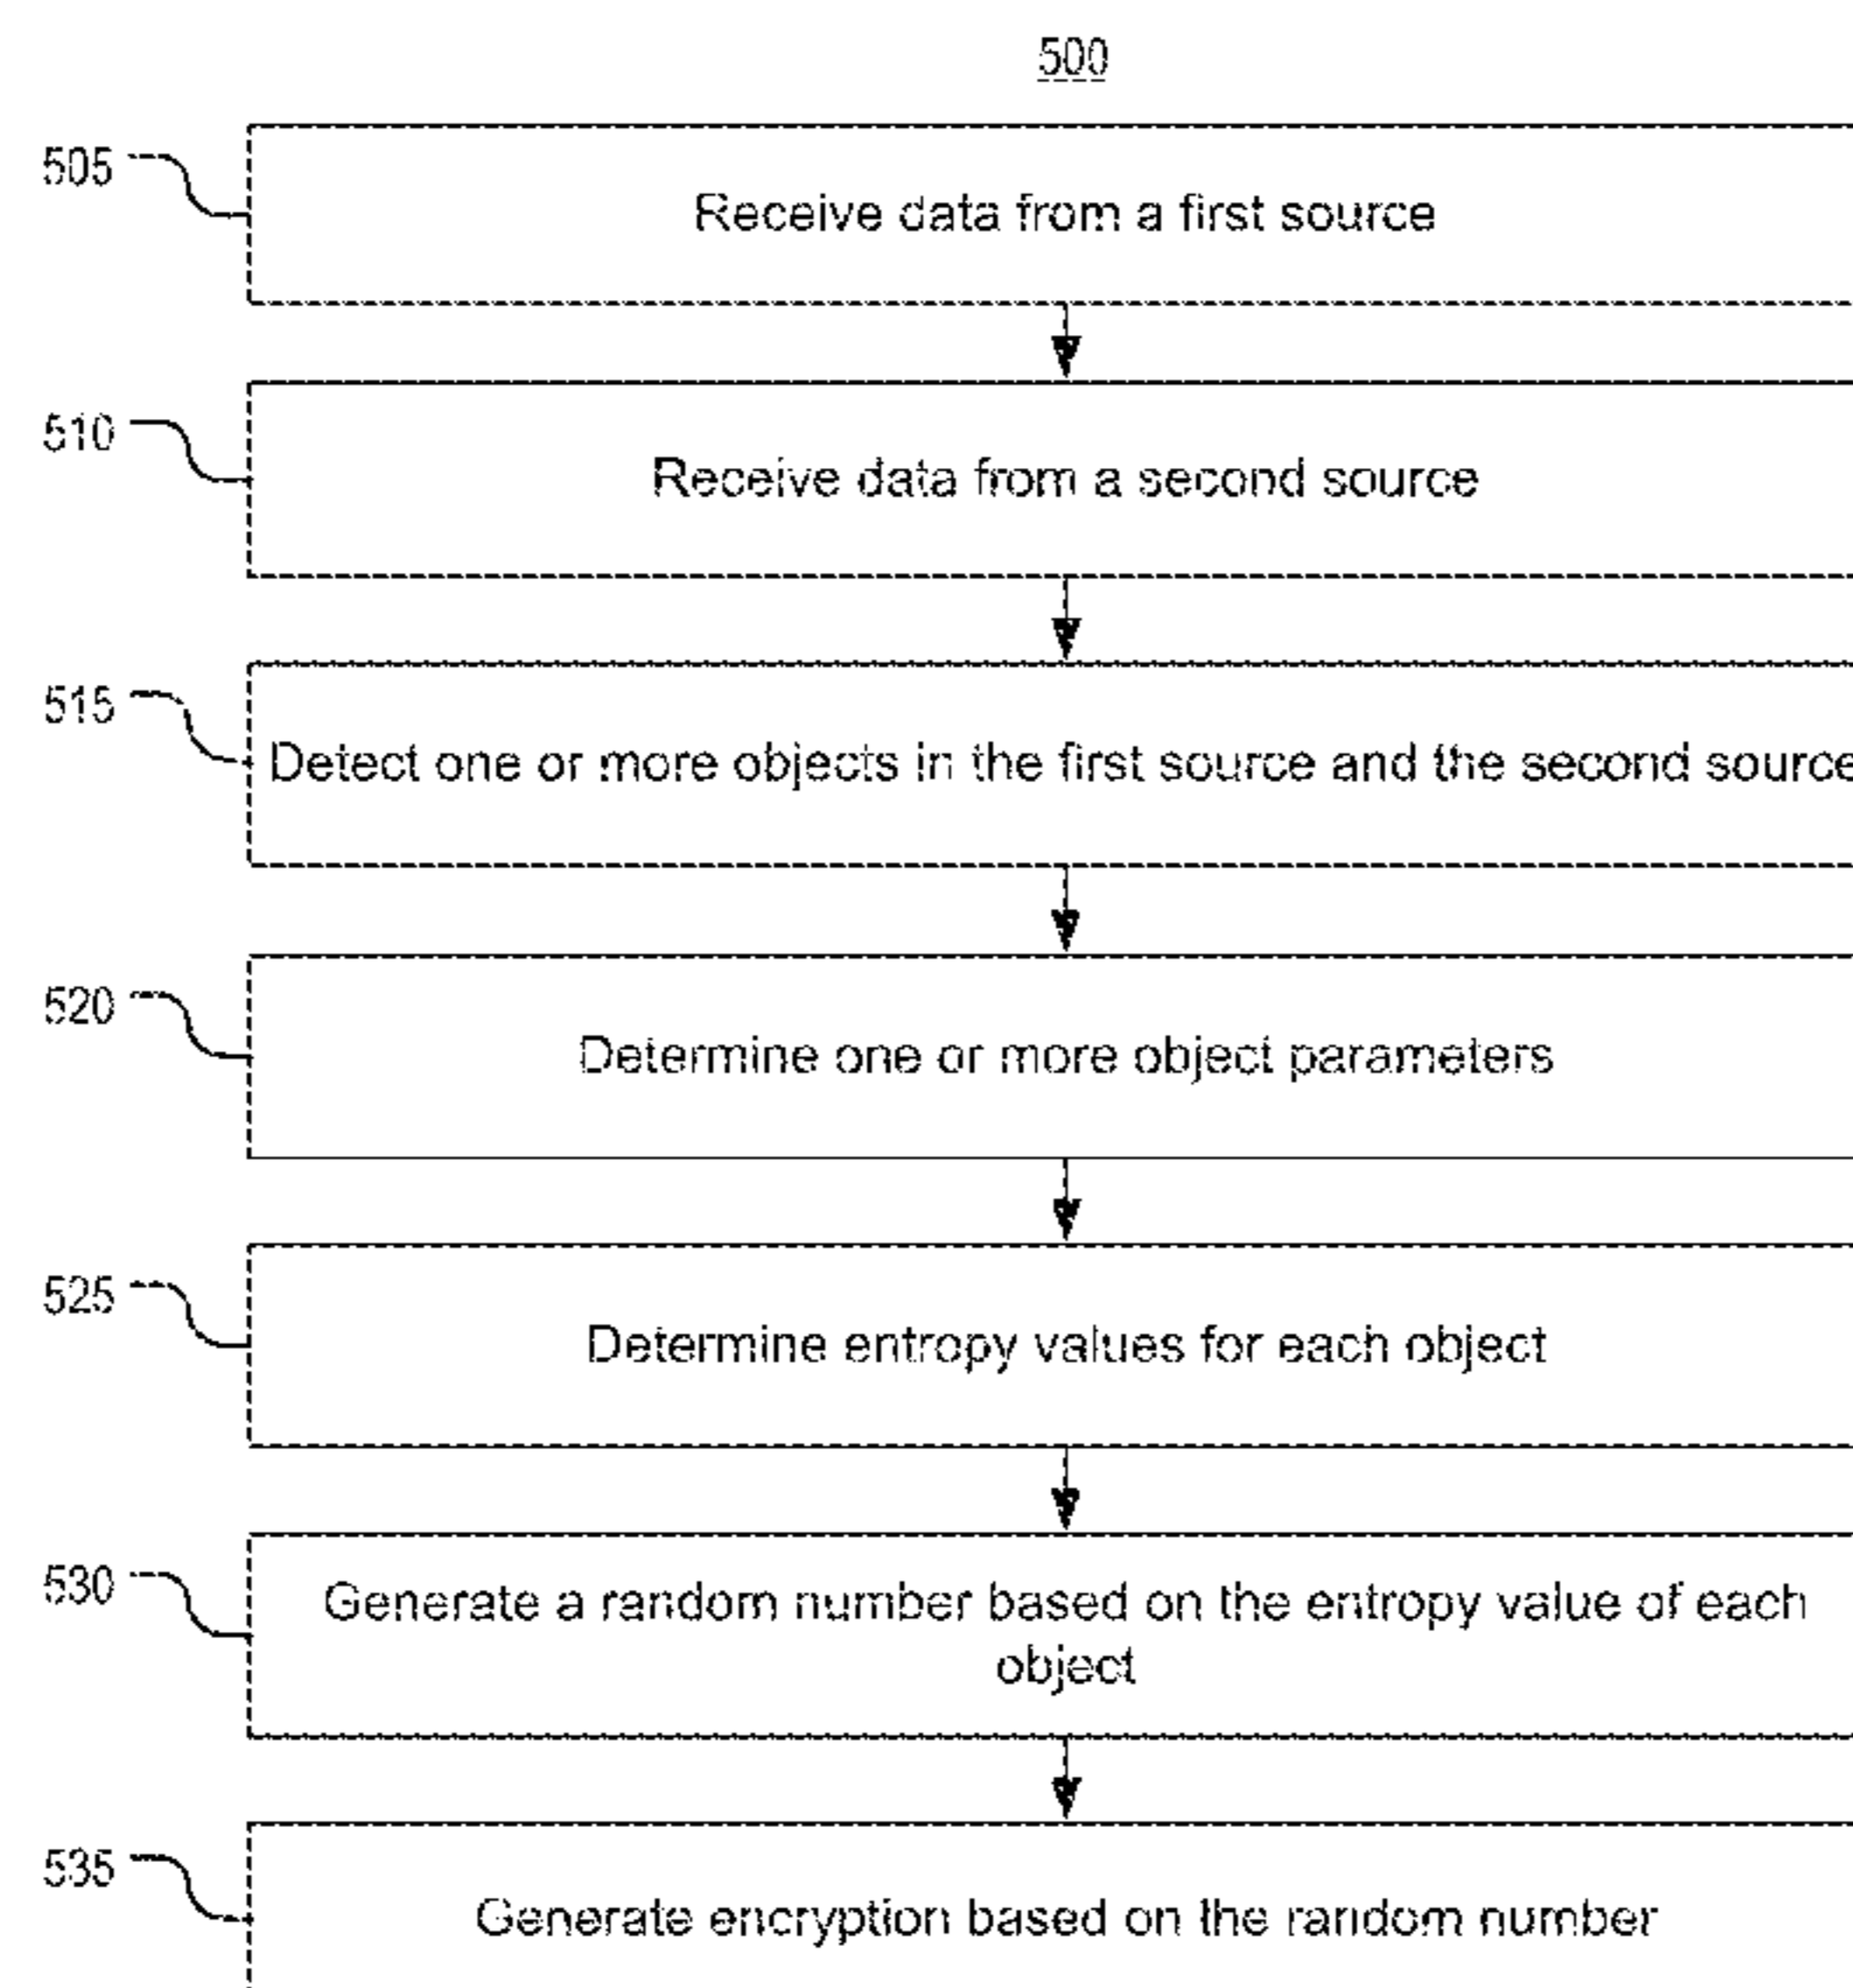 500
505
Receive data from a first source
510
Receive data from a second source
515
Detect one or more objects in the first source and the second source
520
Determine one or more object parameters
525
Determine entropy values for each object
530
Generate a random number based on the entropy value of each
object
535
Generate encryption based on the random number